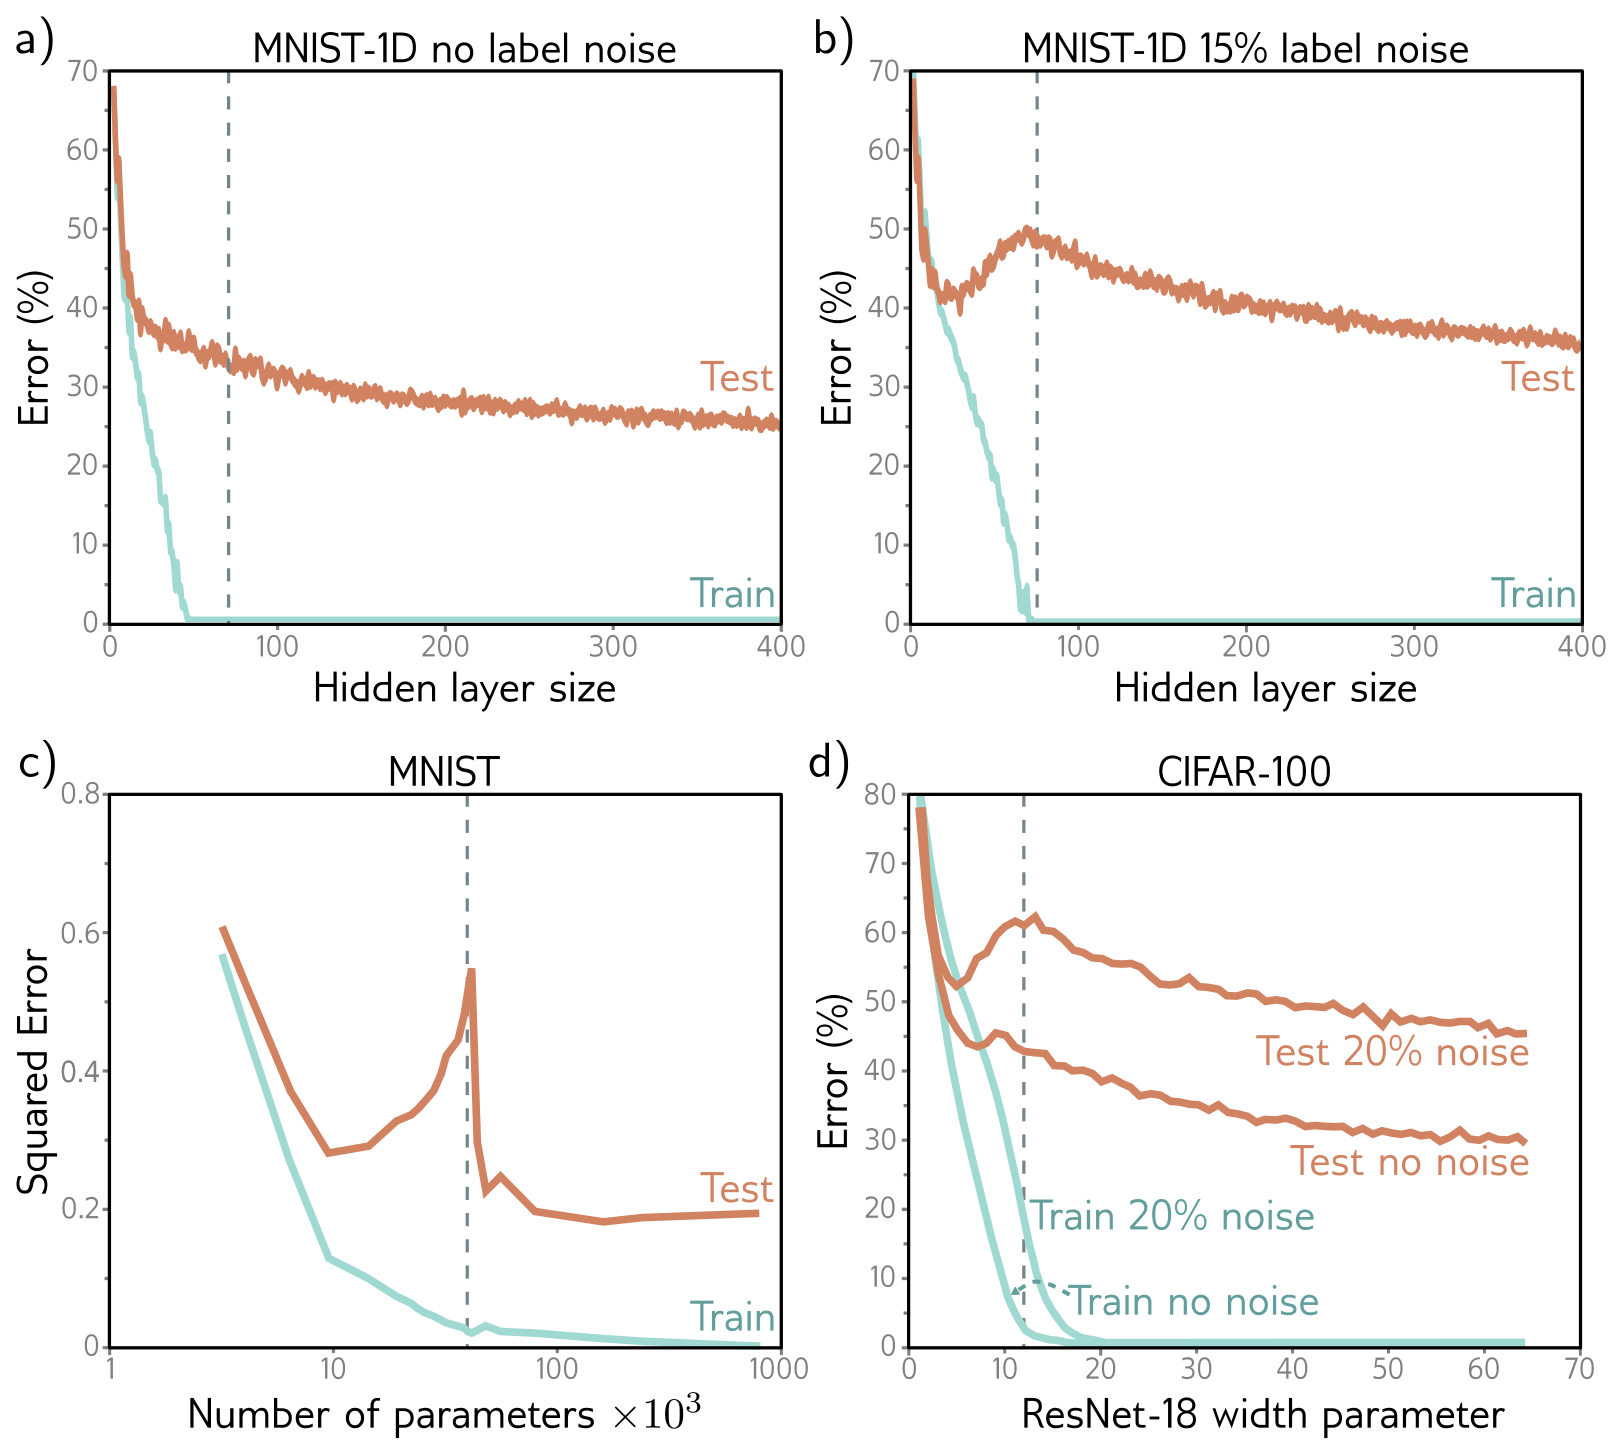 a)
MNIST-1D no label noise
70
60
50
40
30
20
10
0
Error (%)
Test
Train
0 100 200 300 400
Hidden layer size
b)
MNIST-1D 15% label noise
70
60
50
40
30
20
10
0
Error (%)
Test
Train
0 100 200 300 400
Hidden layer size
c)
MNIST
0.8
0.6
0.4
0.2
0
Squared Error
Test
Train
1 10 100 1000
Number of parameters ×10³
d)
CIFAR-100
80
70
60
50
40
30
20
10
0
Error (%)
Test 20% noise
Test no noise
Train 20% noise
Train no noise
0 10 20 30 40 50 60 70
ResNet-18 width parameter